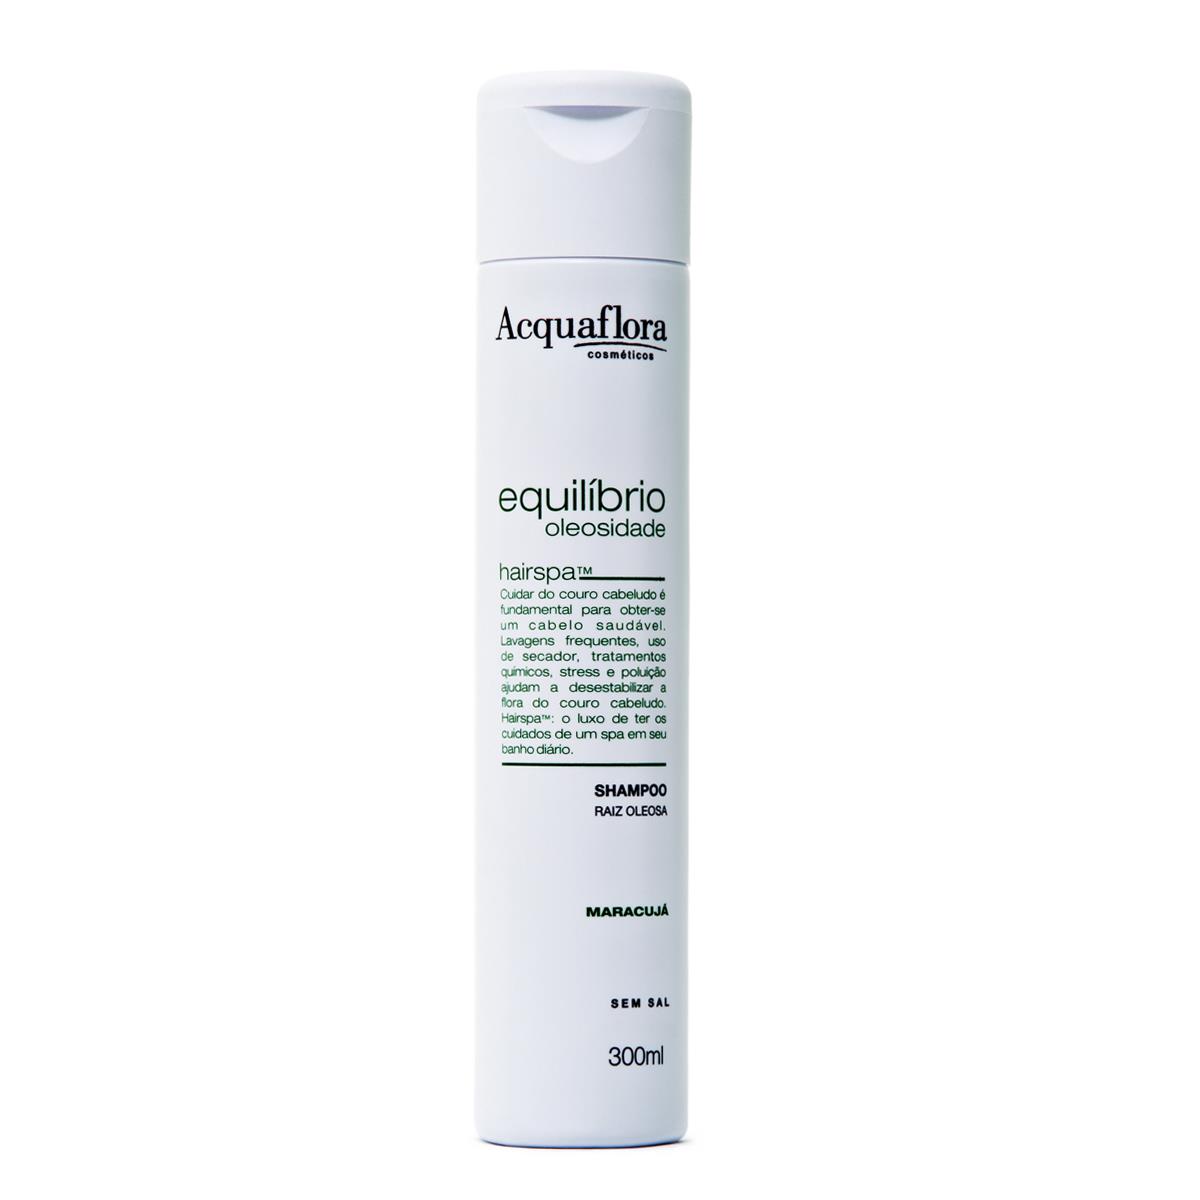 Acquaflora
cosméticos
equilíbrio
oleosidade
hairspa™
Cuidar do couro cabeludo é
fundamental para obter-se
um cabelo saudável.
Lavagens frequentes, uso
de secador, tratamentos
químicos, stress e poluição
ajudam a desestabilizar a
flora do couro cabeludo.
Hairspa™: o luxo de ter os
cuidados de um spa em seu
banho diário.
SHAMPOO
RAIZ OLEOSA
MARACUJÁ
SEM SAL
300ml